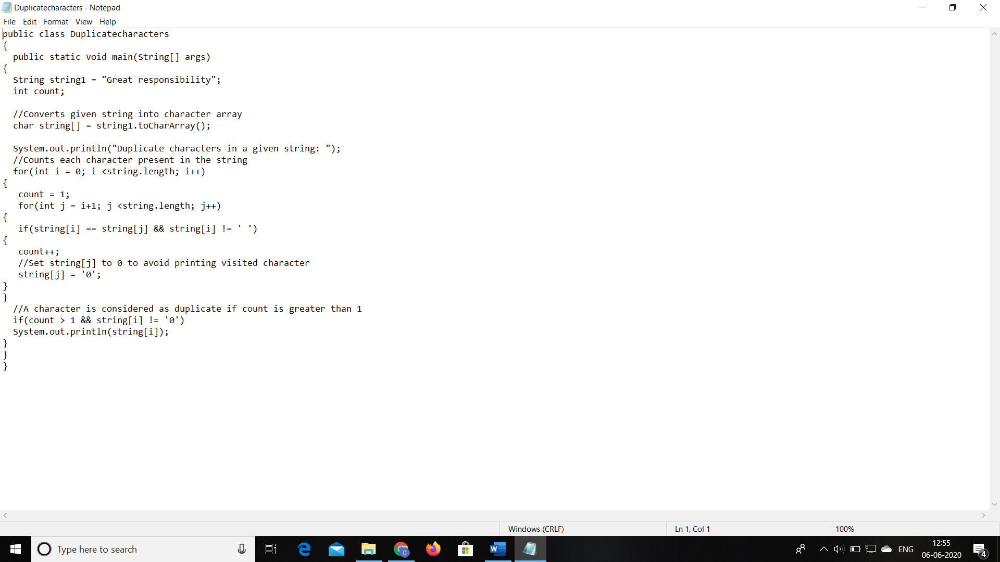 Duplicatecharacters - Notepad
File Edit Format View Help
public class Duplicatecharacters
{
  public static void main(String[] args)
{
  String string1 = "Great responsibility";
  int count;

  //Converts given string into character array
  char string[] = string1.toCharArray();

  System.out.println("Duplicate characters in a given string: ");
  //Counts each character present in the string
  for(int i = 0; i <string.length; i++)
{
   count = 1;
   for(int j = i+1; j <string.length; j++)
{
   if(string[i] == string[j] && string[i] != ' ')
{
   count++;
   //Set string[j] to 0 to avoid printing visited character
   string[j] = '0';
}
}
  //A character is considered as duplicate if count is greater than 1
  if(count > 1 && string[i] != '0')
  System.out.println(string[i]);
}
}
}
Windows (CRLF) Ln 1, Col 1 100%
Type here to search
ENG
12:55
06-06-2020
4